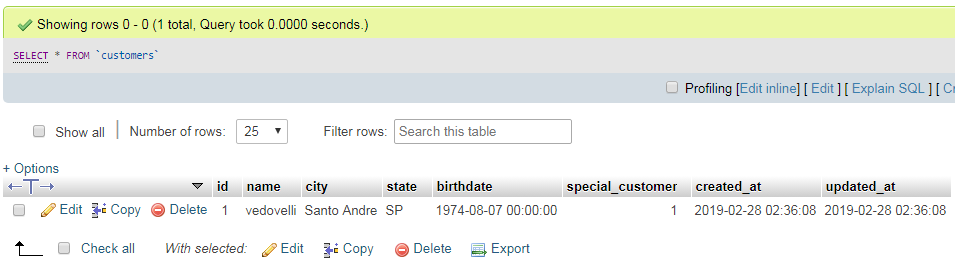 Showing rows 0 - 0 (1 total, Query took 0.0000 seconds.)
SELECT * FROM `customers`
Profiling [Edit inline] [ Edit ] [ Explain SQL ] [ Cr
Show all | Number of rows: 25 Filter rows: Search this table
+ Options
id name city state birthdate special_customer created_at updated_at
Edit Copy Delete 1 vedovelli Santo Andre SP 1974-08-07 00:00:00 1 2019-02-28 02:36:08 2019-02-28 02:36:08
Check all With selected: Edit Copy Delete Export